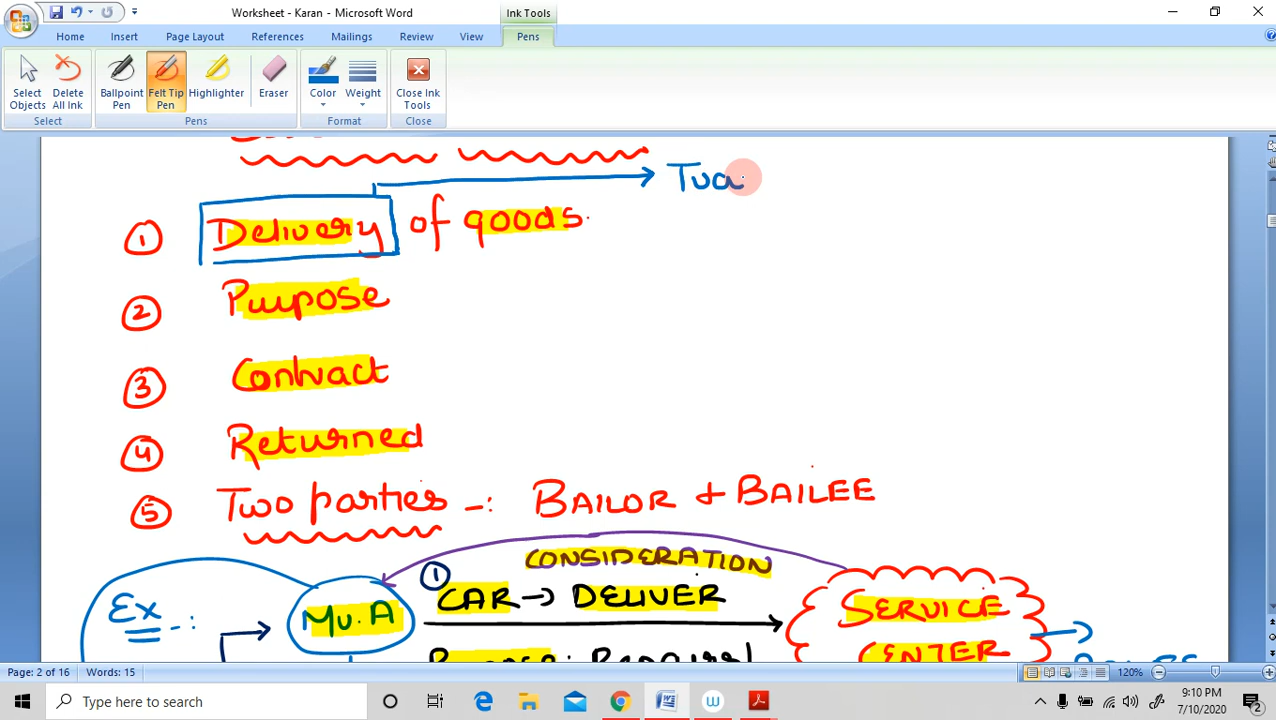 Worksheet - Karan - Microsoft Word
Ink Tools
Home Insert Page Layout References Mailings Review View Pens
Select Objects
Delete All Ink
Ballpoint Pen
Felt Tip Pen
Highlighter
Eraser
Color
Weight
Close Ink Tools
Select Pens Format Close
Tra
① Delivery of goods.
② Purpose
③ Contract
④ Returned
⑤ Two parties -: BAILOR + BAILEE
CONSIDERATION
Ex -:
Mr. A
① CAR → DELIVER
SERVICE
CENTER
Page: 2 of 16 Words: 15 120%
Type here to search
9:10 PM
7/10/2020
2